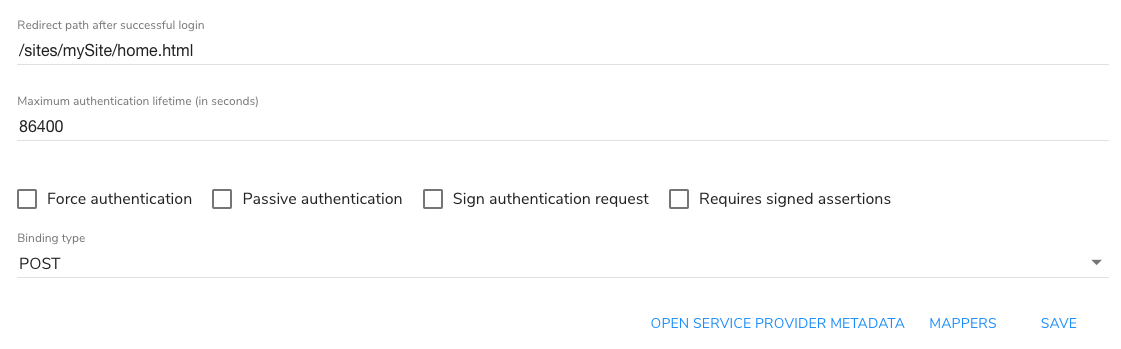 Redirect path after successful login
/sites/mySite/home.html
Maximum authentication lifetime (in seconds)
86400
Force authentication Passive authentication Sign authentication request Requires signed assertions
Binding type
POST
OPEN SERVICE PROVIDER METADATA MAPPERS SAVE